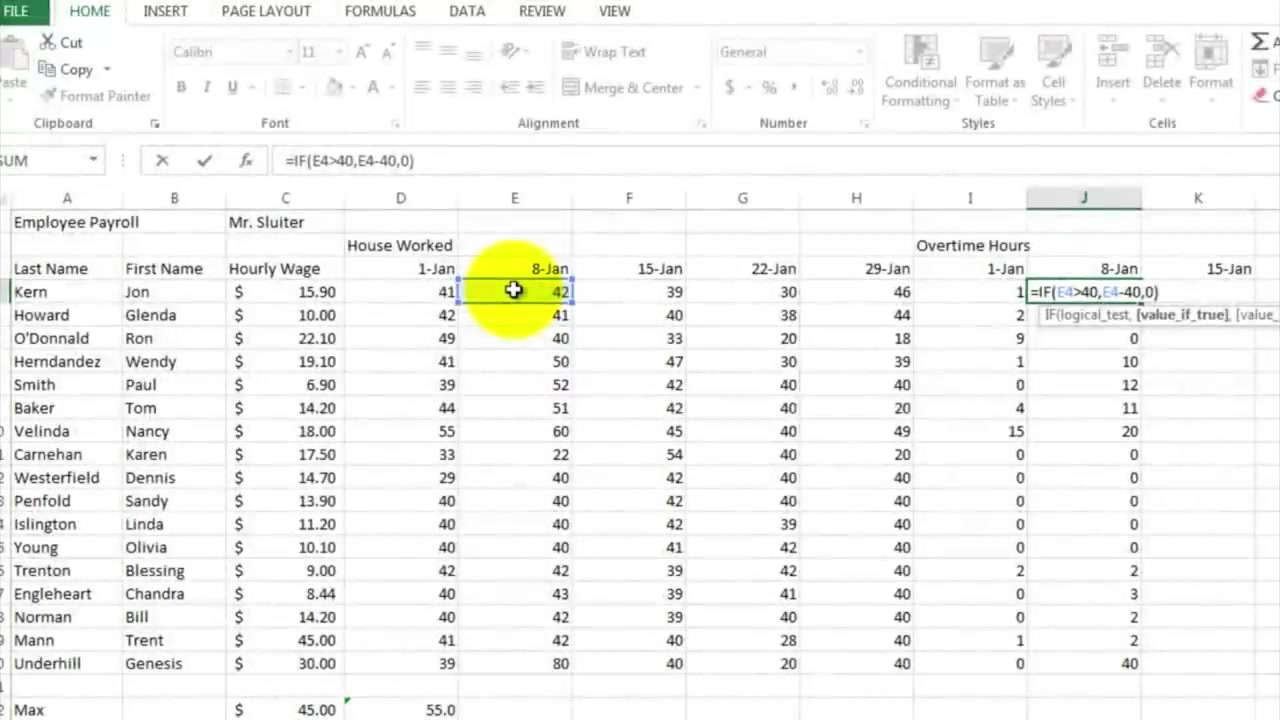 FILE HOME INSERT PAGE LAYOUT FORMULAS DATA REVIEW VIEW
Cut
Copy
Format Painter
Calibri 11
B I U
Wrap Text
Merge & Center
General
$ %
Conditional Formatting
Format as Table
Cell Styles
Insert Delete Format
Clipboard Font Alignment Number Styles Cells
=IF(E4>40,E4-40,0)
A B C D E F G H I J K
Employee Payroll Mr. Sluiter
House Worked Overtime Hours
Last Name First Name Hourly Wage 1-Jan 8-Jan 15-Jan 22-Jan 29-Jan 1-Jan 8-Jan 15-Jan
Kern Jon $ 15.90 41 42 39 30 46 1 =IF(E4>40,E4-40,0)
IF(logical_test, [value_if_true], [value_
Howard Glenda $ 10.00 42 41 40 38 44 2
O'Donnald Ron $ 22.10 49 40 33 20 18 9 0
Herndandez Wendy $ 19.10 41 50 47 30 39 1 10
Smith Paul $ 6.90 39 52 42 40 40 0 12
Baker Tom $ 14.20 44 51 42 40 20 4 11
Velinda Nancy $ 18.00 55 60 45 40 49 15 20
Carnehan Karen $ 17.50 33 22 54 40 20 0 0
Westerfield Dennis $ 14.70 29 40 42 40 40 0 0
Penfold Sandy $ 13.90 40 40 42 40 40 0 0
Islington Linda $ 11.20 40 40 42 39 40 0 0
Young Olivia $ 10.10 40 40 41 42 40 0 0
Trenton Blessing $ 9.00 42 42 39 42 40 2 2
Engleheart Chandra $ 8.44 40 43 39 41 40 0 3
Norman Bill $ 14.20 40 42 39 40 40 0 2
Mann Trent $ 45.00 41 42 40 28 40 1 2
Underhill Genesis $ 30.00 39 80 40 20 40 0 40
Max $ 45.00 55.0